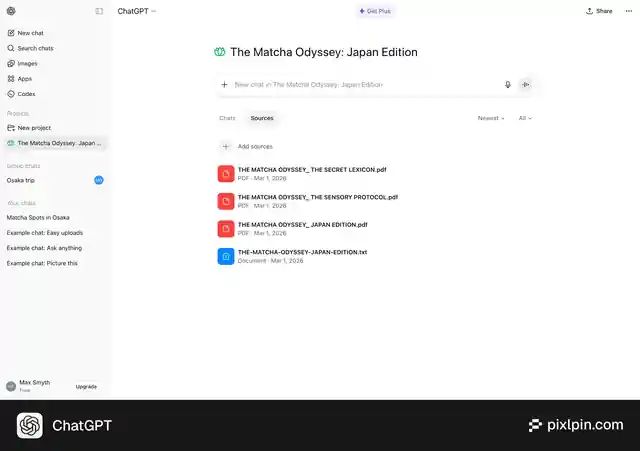 ChatGPT
Get Plus
Share
New chat
Search chats
Images
Apps
Codex
Projects
New project
The Matcha Odyssey: Japan ...
Group chats
Osaka trip
Your chats
Matcha Spots in Osaka
Example chat: Easy uploads
Example chat: Ask anything
Example chat: Picture this
Max Smyth
Free
Upgrade
The Matcha Odyssey: Japan Edition
New chat in The Matcha Odyssey: Japan Edition
Chats
Sources
Newest
All
Add sources
THE MATCHA ODYSSEY_ THE SECRET LEXICON.pdf
PDF · Mar 1, 2026
THE MATCHA ODYSSEY_ THE SENSORY PROTOCOL.pdf
PDF · Mar 1, 2026
THE MATCHA ODYSSEY_ JAPAN EDITION.pdf
PDF · Mar 1, 2026
THE-MATCHA-ODYSSEY-JAPAN-EDITION.txt
Document · Mar 1, 2026
ChatGPT
pixlpin.com